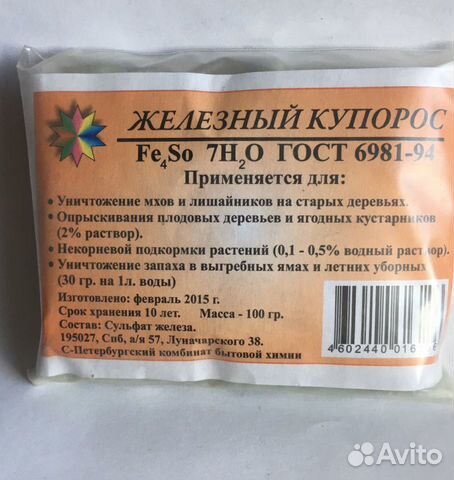 ЖЕЛЕЗНЫЙ КУПОРОС
Fe4So 7H2O ГОСТ 6981-94
Применяется для:
• Уничтожение мхов и лишайников на старых деревьях.
• Опрыскивания плодовых деревьев и ягодных кустарников
(2% раствор).
• Некорневой подкормки растений (0,1 - 0,5% водный раствор).
• Уничтожение запаха в выгребных ямах и летних уборных
(30 гр. на 1л. воды)
Изготовлено: февраль 2015 г.
Срок хранения 10 лет. Масса - 100 гр.
Состав: Сульфат железа.
195027, Спб, а/я 57, Луначарского 38.
С-Петербургский комбинат бытовой химии
4 602440 016
Avito